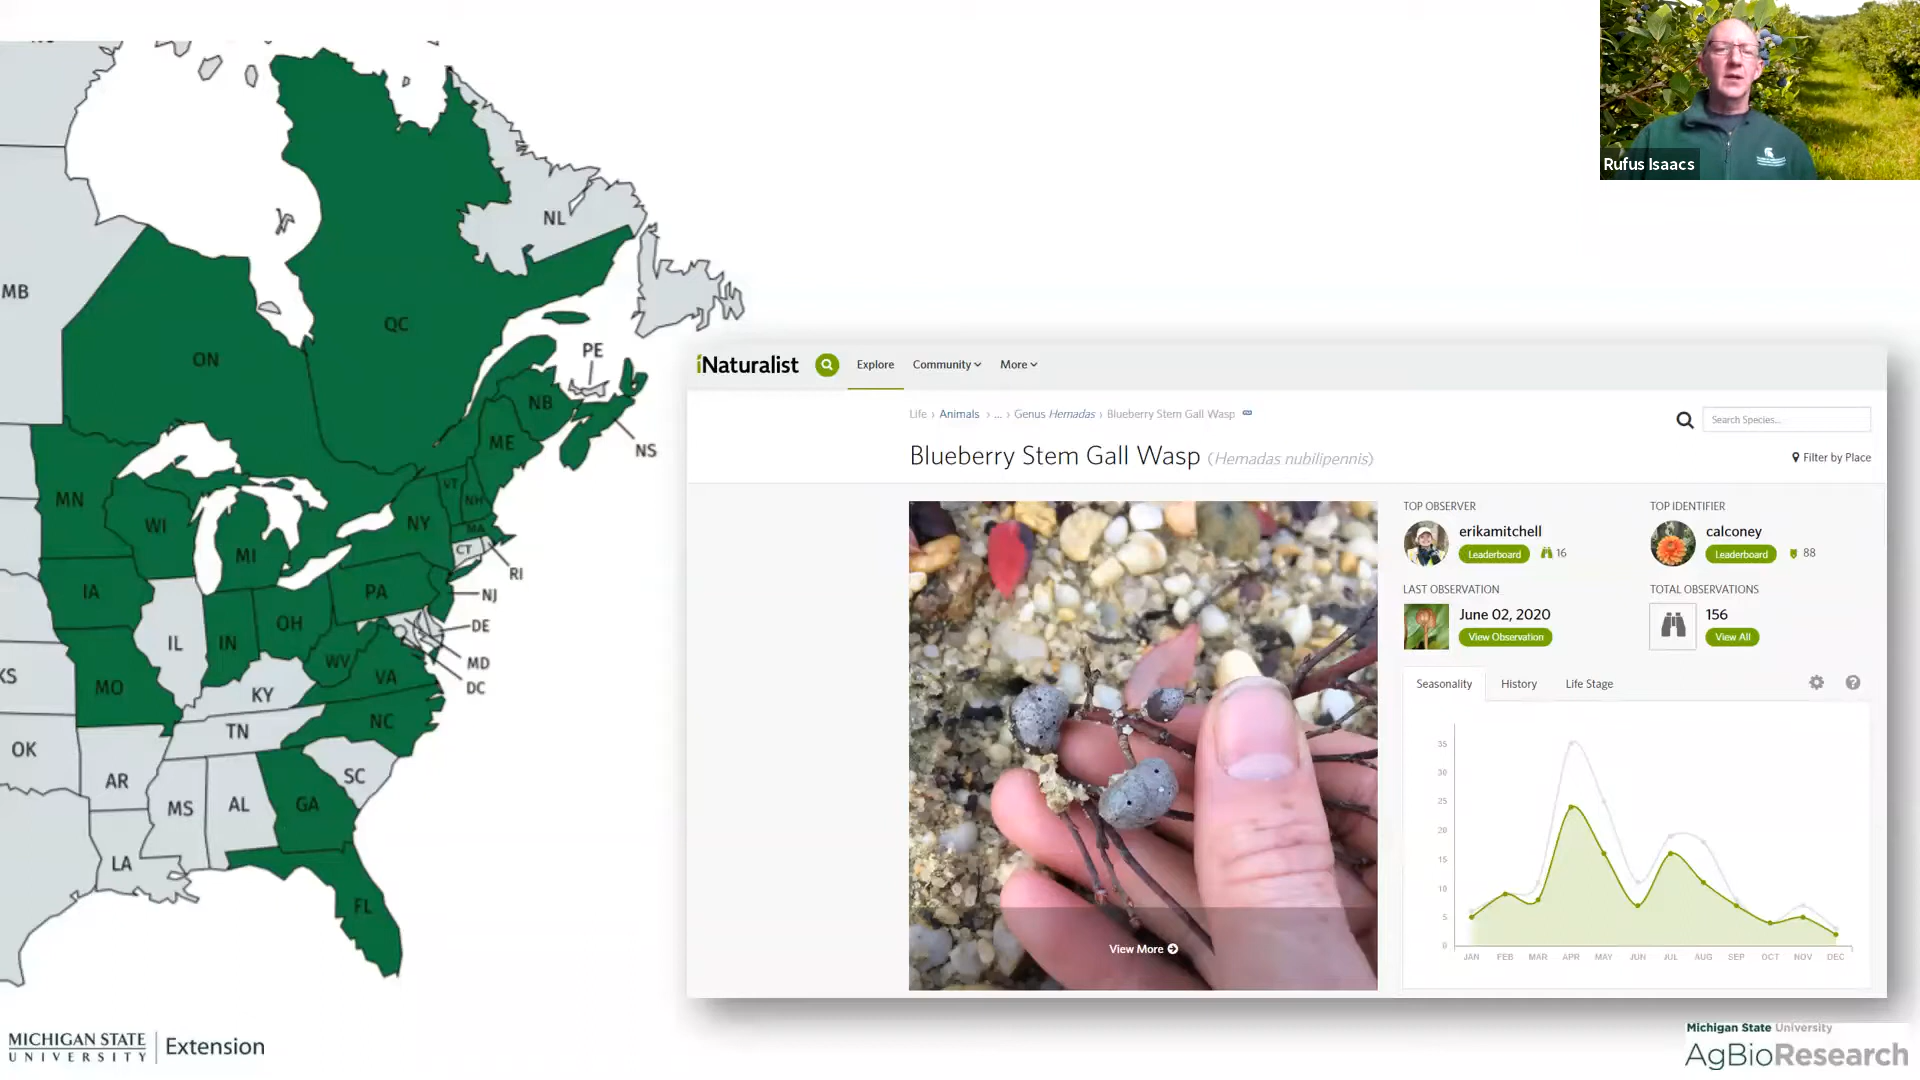 Rufus Isaacs
NL
MB
QC
ON
PE
NB
ME
NS
VT
NH
MN
WI
NY
MA
MI
CT
RI
IA
PA
NJ
OH
DE
IL
IN
MD
WV
VA
DC
KS
MO
KY
NC
TN
OK
SC
AR
AL
GA
MS
LA
FL
iNaturalist
Explore
Community
More
Life › Animals › ... › Genus Hemadas › Blueberry Stem Gall Wasp
Search Species...
Blueberry Stem Gall Wasp (Hemadas nubilipennis)
Filter by Place
TOP OBSERVER
erikamitchell
Leaderboard 16
TOP IDENTIFIER
calconey
Leaderboard 88
LAST OBSERVATION
June 02, 2020
View Observation
TOTAL OBSERVATIONS
156
View All
Seasonality
History
Life Stage
35
30
25
20
15
10
5
0
JAN FEB MAR APR MAY JUN JUL AUG SEP OCT NOV DEC
View More
MICHIGAN STATE
UNIVERSITY
Extension
Michigan State University
AgBioResearch